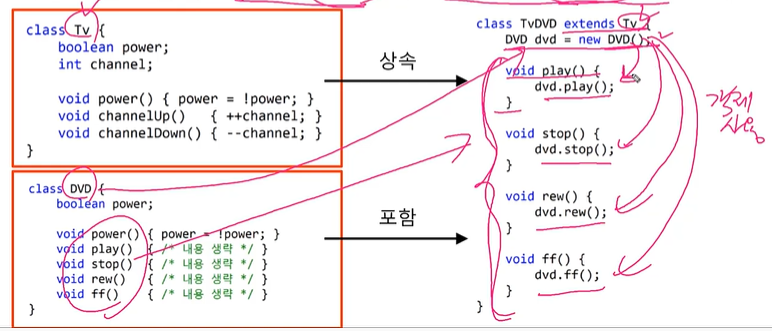 class Tv {
boolean power;
int channel;
void power() { power = !power; }
void channelUp() { ++channel; }
void channelDown() { --channel; }
}
상속
class DVD {
boolean power;
void power() { power = !power; }
void play() { /* 내용 생략 */ }
void stop() { /* 내용 생략 */ }
void rew() { /* 내용 생략 */ }
void ff() { /* 내용 생략 */ }
}
포함
class TvDVD extends Tv {
DVD dvd = new DVD();
void play() {
dvd.play();
}
void stop() {
dvd.stop();
}
void rew() {
dvd.rew();
}
void ff() {
dvd.ff();
}
}